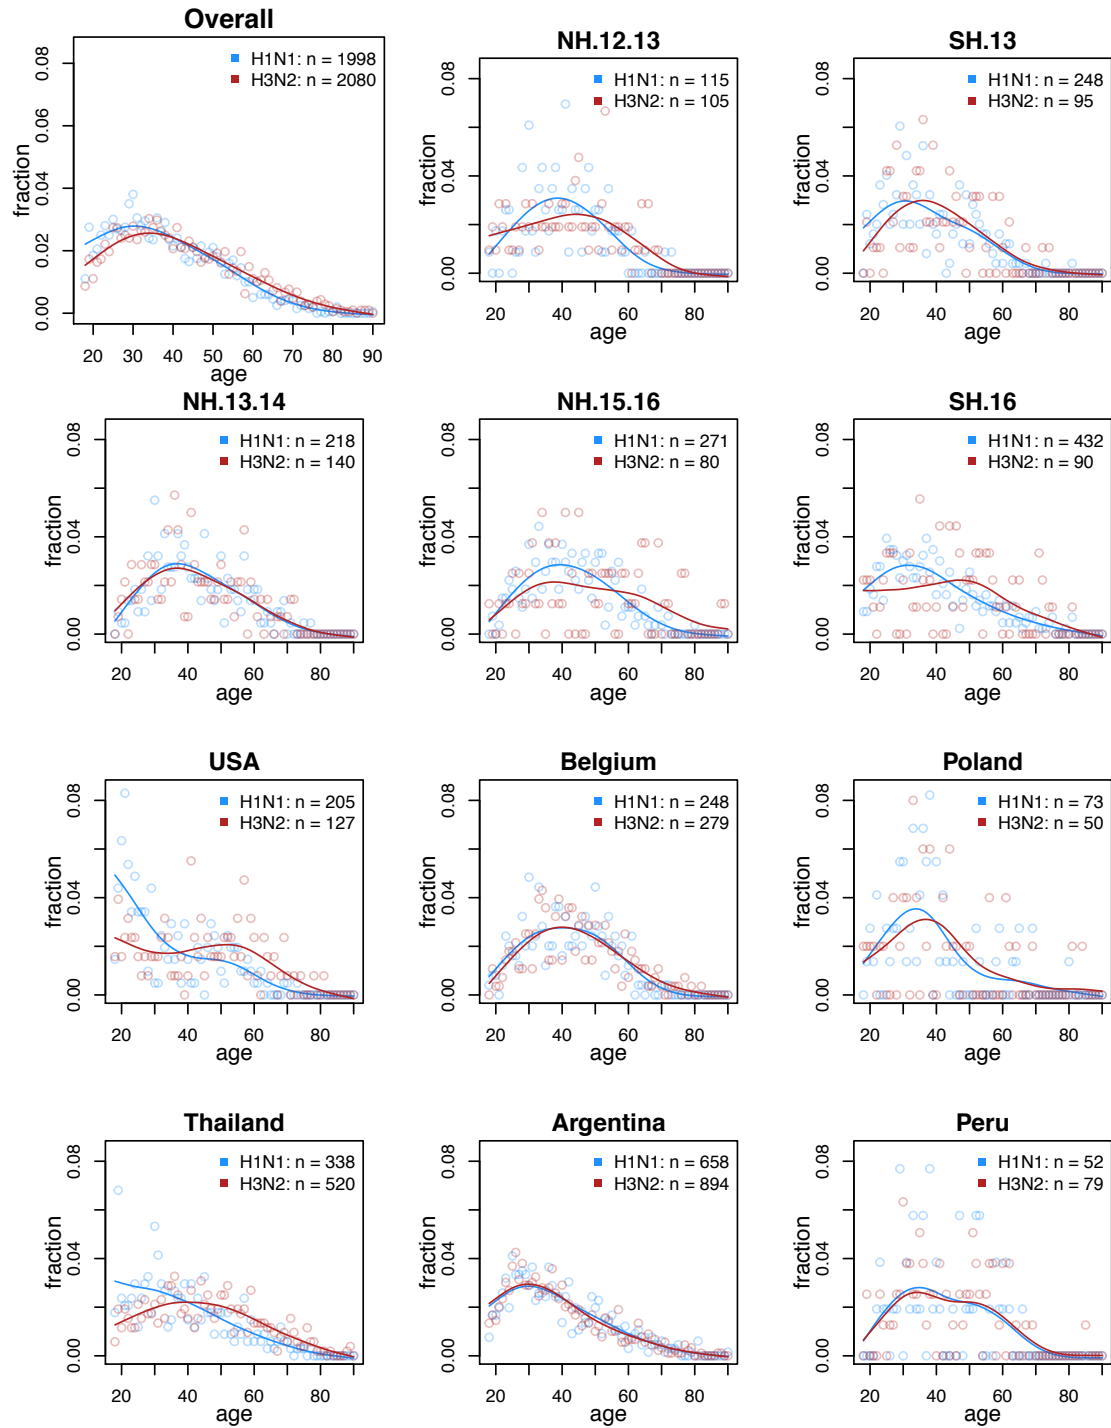 Overall
H1N1: n = 1998
H3N2: n = 2080
fraction
0.00 0.02 0.04 0.06 0.08
20 30 40 50 60 70 80 90
age
NH.12.13
H1N1: n = 115
H3N2: n = 105
fraction
0.00 0.04 0.08
20 40 60 80
age
SH.13
H1N1: n = 248
H3N2: n = 95
fraction
0.00 0.04 0.08
20 40 60 80
age
NH.13.14
H1N1: n = 218
H3N2: n = 140
fraction
0.00 0.04 0.08
20 40 60 80
age
NH.15.16
H1N1: n = 271
H3N2: n = 80
fraction
0.00 0.04 0.08
20 40 60 80
age
SH.16
H1N1: n = 432
H3N2: n = 90
fraction
0.00 0.04 0.08
20 40 60 80
age
USA
H1N1: n = 205
H3N2: n = 127
fraction
0.00 0.04 0.08
20 40 60 80
age
Belgium
H1N1: n = 248
H3N2: n = 279
fraction
0.00 0.04 0.08
20 40 60 80
age
Poland
H1N1: n = 73
H3N2: n = 50
fraction
0.00 0.04 0.08
20 40 60 80
age
Thailand
H1N1: n = 338
H3N2: n = 520
fraction
0.00 0.04 0.08
20 40 60 80
age
Argentina
H1N1: n = 658
H3N2: n = 894
fraction
0.00 0.04 0.08
20 40 60 80
age
Peru
H1N1: n = 52
H3N2: n = 79
fraction
0.00 0.04 0.08
20 40 60 80
age